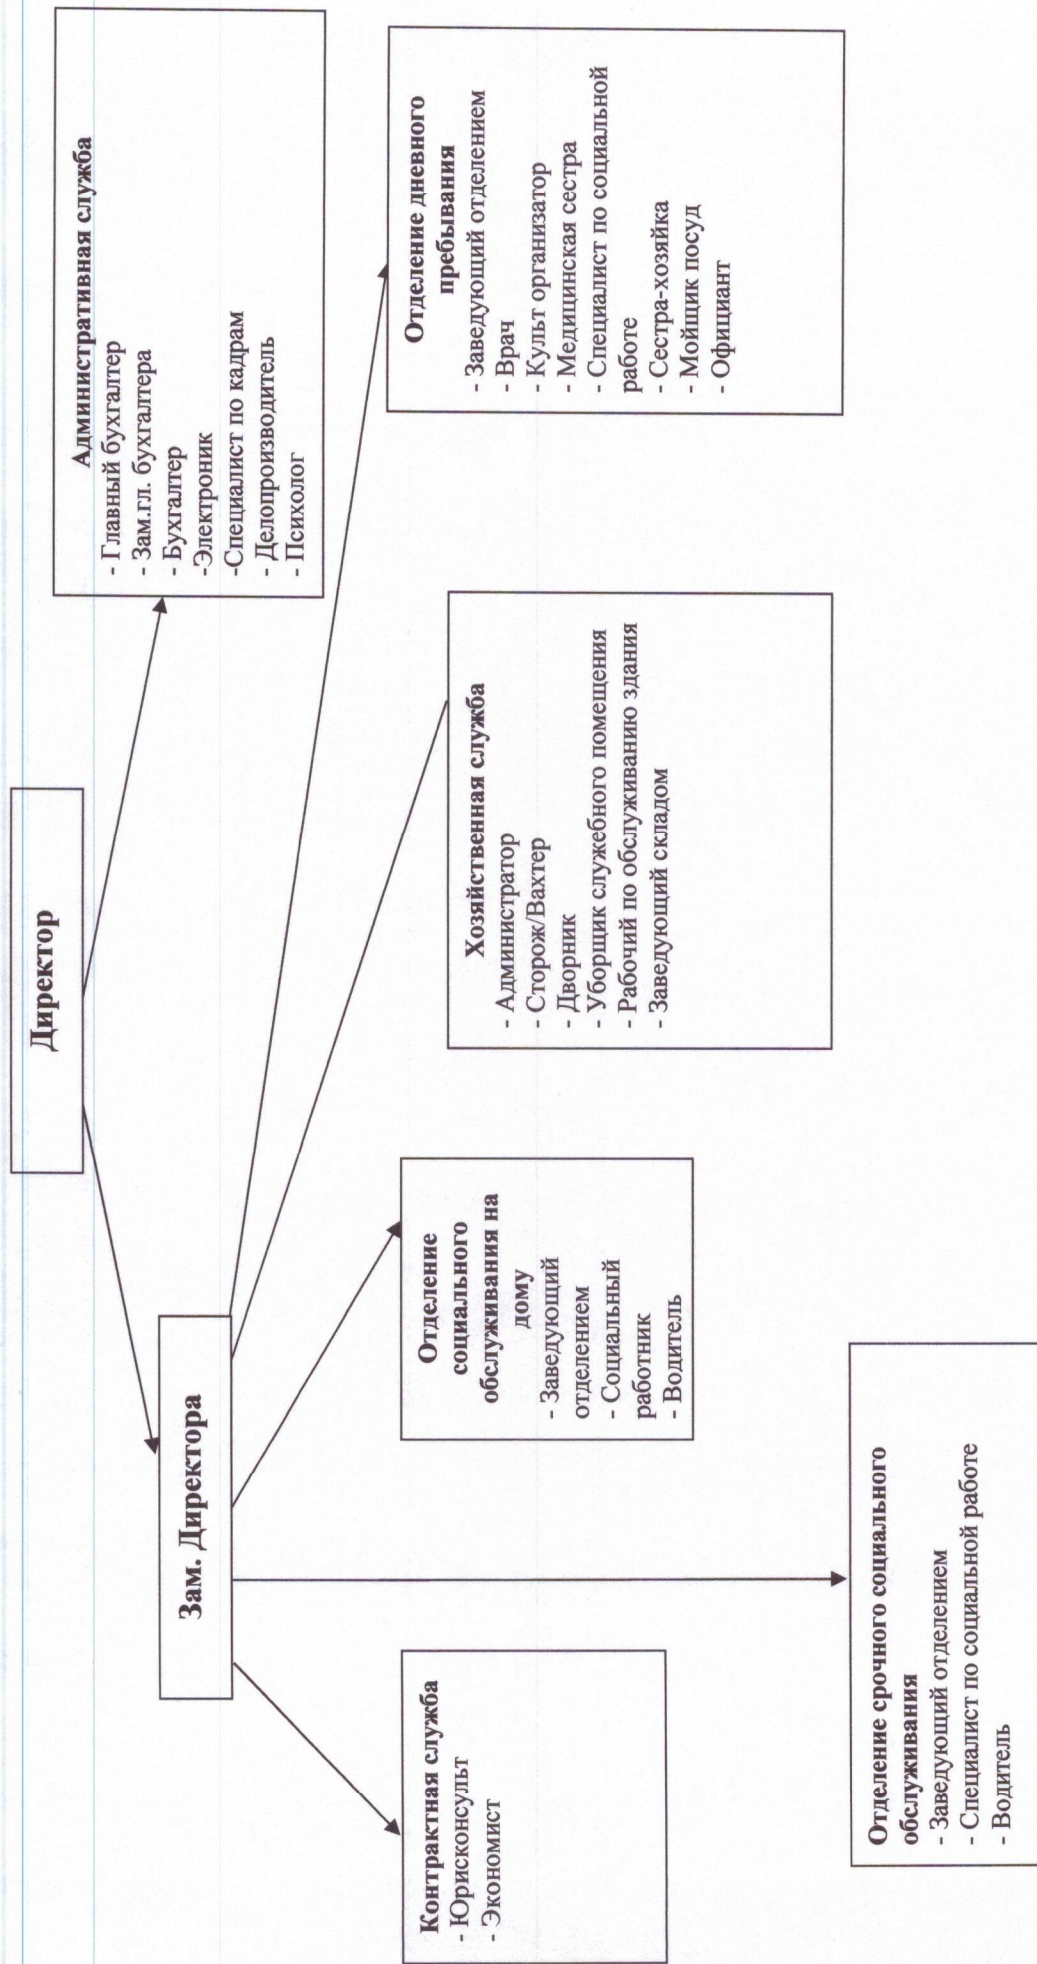 Директор
Зам. Директора
Административная служба
- Главный бухгалтер
- Зам.гл. бухгалтера
- Бухгалтер
-Электроник
-Специалист по кадрам
- Делопроизводитель
- Психолог
Контрактная служба
- Юрисконсульт
- Экономист
Отделение
социального
обслуживания на
дому
- Заведующий
отделением
- Социальный
работник
- Водитель
Хозяйственная служба
- Администратор
- Сторож/Вахтер
- Дворник
- Уборщик служебного помещения
- Рабочий по обслуживанию здания
- Заведующий складом
Отделение дневного
пребывания
- Заведующий отделением
- Врач
- Культ организатор
- Медицинская сестра
- Специалист по социальной
работе
- Сестра-хозяйка
- Мойщик посуд
- Официант
Отделение срочного социального
обслуживания
- Заведующий отделением
- Специалист по социальной работе
- Водитель